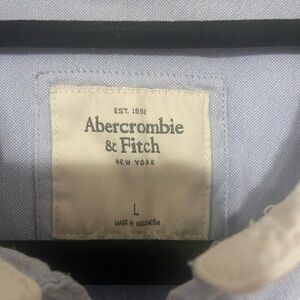 EST. 1892
Abercrombie
& Fitch
NEW YORK
L
MADE IN INDONESIA